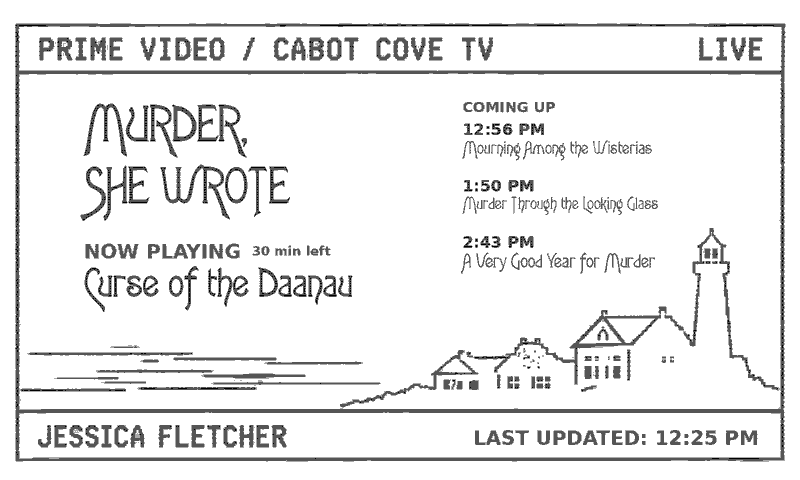 PRIME VIDEO / CABOT COVE TV
LIVE
MURDER,
SHE WROTE
NOW PLAYING 30 min left
Curse of the Daanau
COMING UP
12:56 PM
Mourning Among the Wisterias
1:50 PM
Murder Through the Looking Glass
2:43 PM
A Very Good Year for Murder
JESSICA FLETCHER
LAST UPDATED: 12:25 PM